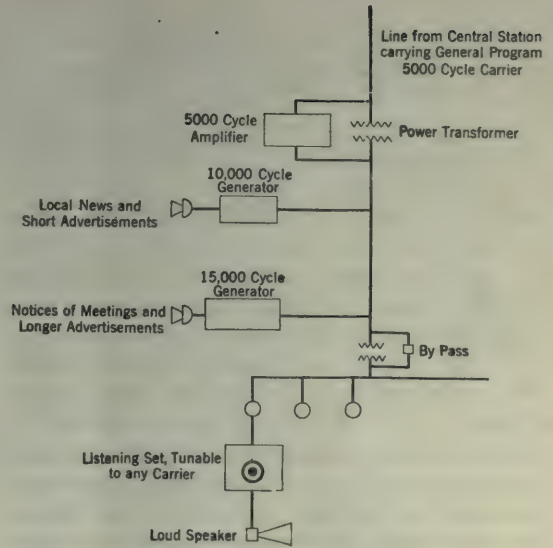 Line from Central Station
carrying General Program
5000 Cycle Carrier
5000 Cycle
Amplifier
Power Transformer
10,000 Cycle
Generator
Local News and
Short Advertisements
15,000 Cycle
Generator
Notices of Meetings and
Longer Advertisements
By Pass
Listening Set, Tunable
to any Carrier
Loud Speaker